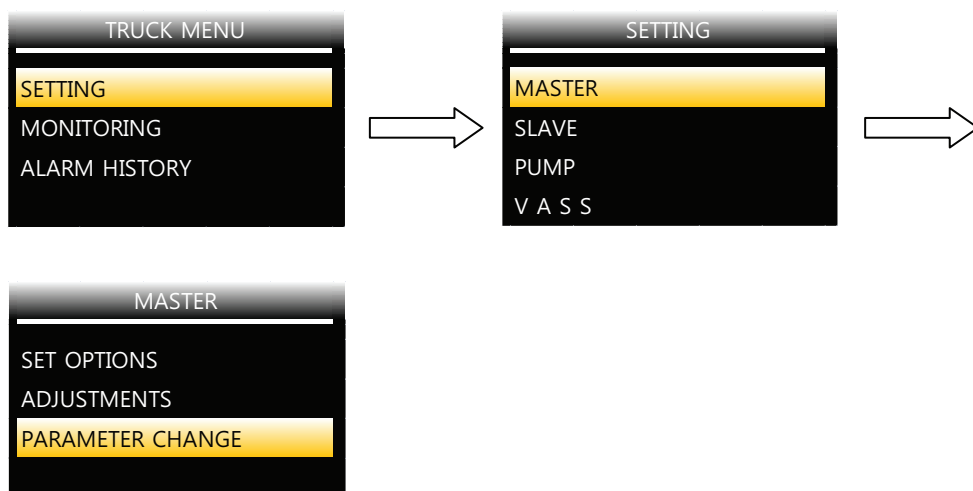 TRUCK MENU
SETTING
MONITORING
ALARM HISTORY
SETTING
MASTER
SLAVE
PUMP
V A S S
MASTER
SET OPTIONS
ADJUSTMENTS
PARAMETER CHANGE